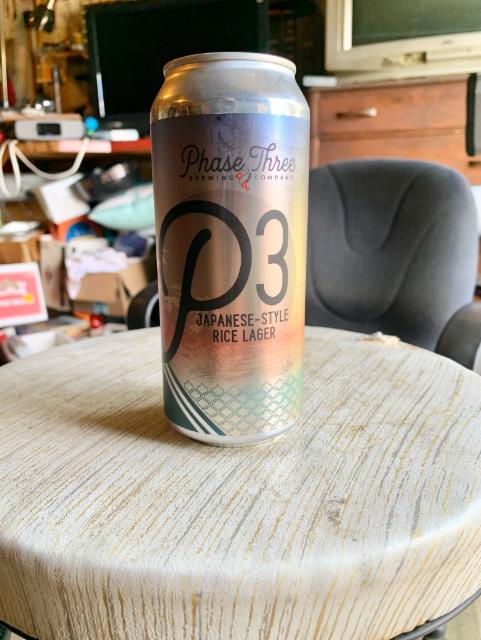 Phase Three
BREWING COMPANY
P3
JAPANESE-STYLE
RICE LAGER